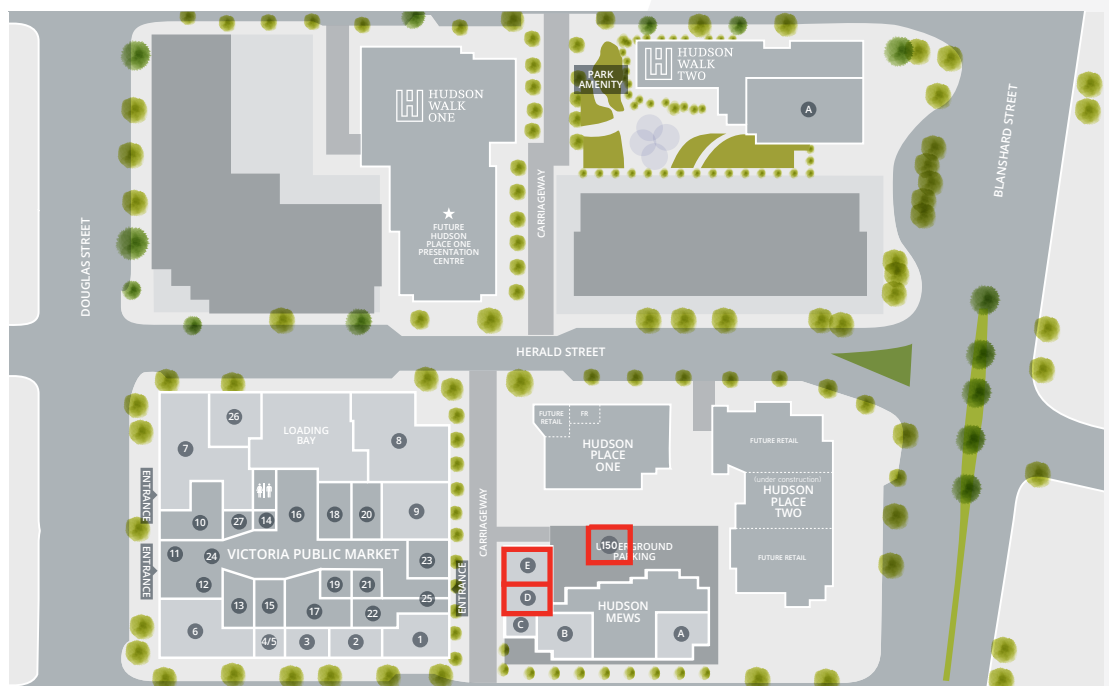 HUDSON
WALK
ONE
PARK
AMENITY
HUDSON
WALK
TWO
A
DOUGLAS STREET
CARRIAGEWAY
BLANSHARD STREET
FUTURE
HUDSON
PLACE ONE
PRESENTATION
CENTRE
HERALD STREET
26
7
LOADING
BAY
8
ENTRANCE
10
27
14
16
18
20
9
ENTRANCE
11
24
12
VICTORIA PUBLIC MARKET
23
13
15
19
21
17
22
25
6
4/5
3
2
1
CARRIAGEWAY
ENTRANCE
FUTURE
RETAIL
FR
HUDSON
PLACE
ONE
FUTURE RETAIL
(under construction)
HUDSON
PLACE
TWO
FUTURE RETAIL
150
PARKING
E
D
C
B
HUDSON
MEWS
A